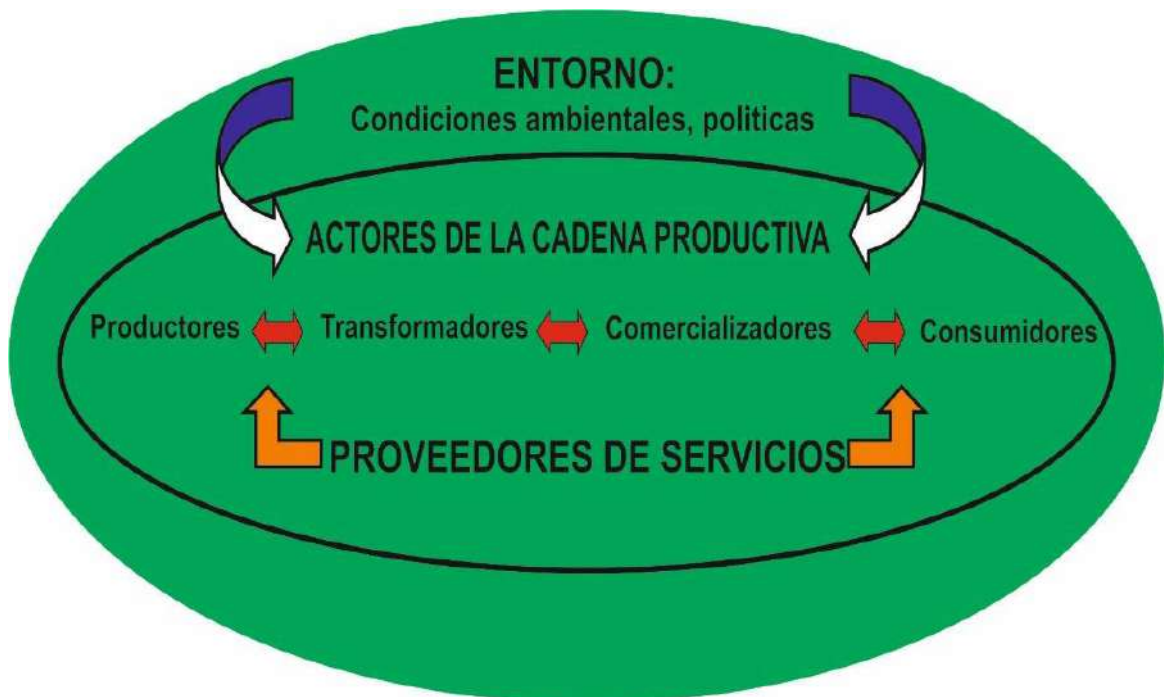 ENTORNO:
Condiciones ambientales, politicas
ACTORES DE LA CADENA PRODUCTIVA
Productores Transformadores Comercializadores Consumidores
PROVEEDORES DE SERVICIOS